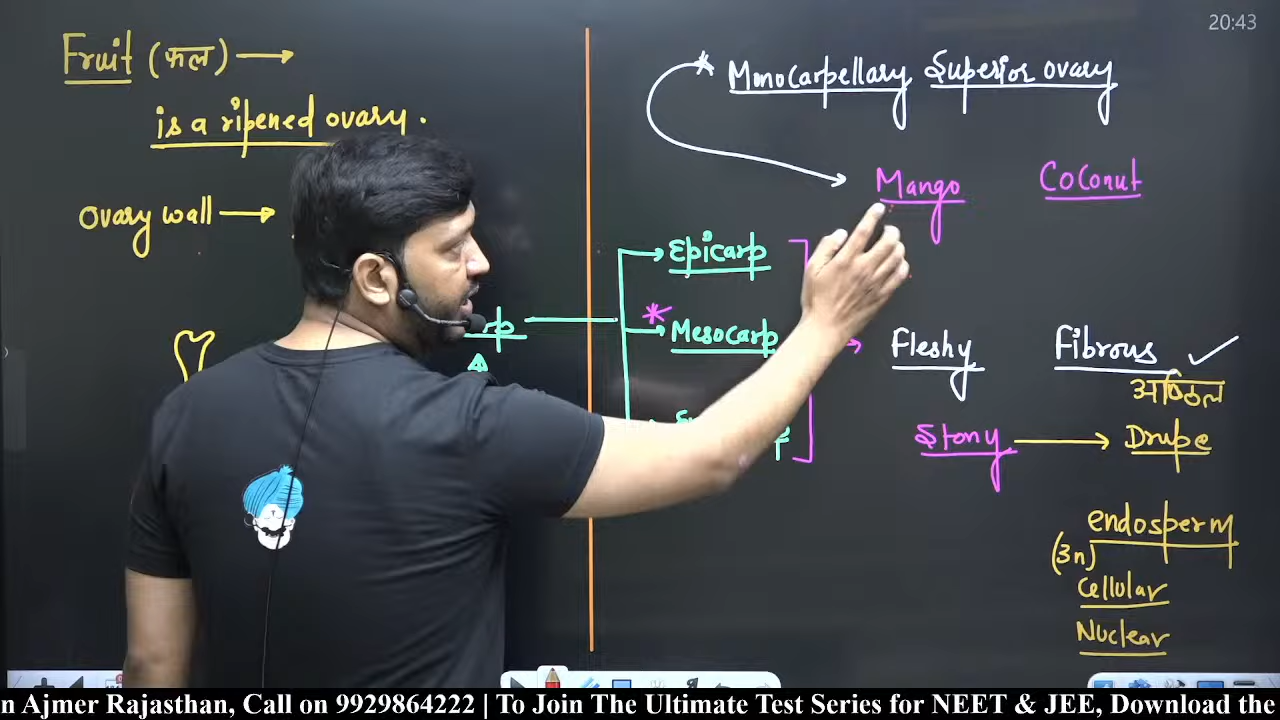 20:43
Fruit (फल) →
is a ripened ovary.
Ovary wall →
* Monocarpellary Superior ovary
Mango Coconut
Epicarp
* Mesocarp
Fleshy Fibrous ✓
Stony → Drupe
endosperm
(3n)
Cellular
Nuclear
n Ajmer Rajasthan, Call on 9929864222 | To Join The Ultimate Test Series for NEET & JEE, Download the